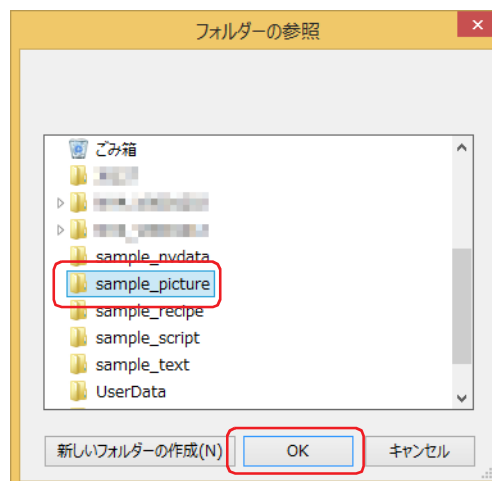 フォルダーの参照
ごみ箱
sample_nvdata
sample_picture
sample_recipe
sample_script
sample_text
UserData
新しいフォルダーの作成(N)
OK
キャンセル